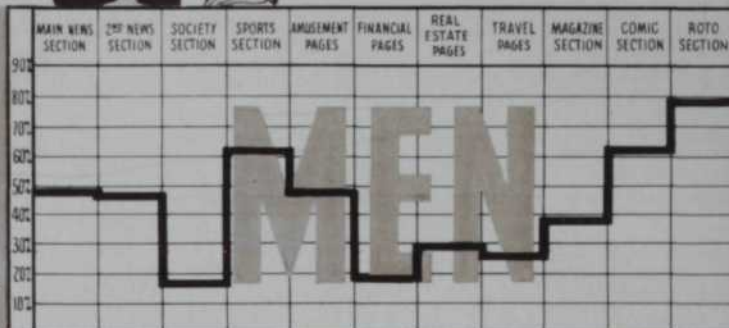 MAIN NEWS
SECTION
2ND NEWS
SECTION
SOCIETY
SECTION
SPORTS
SECTION
AMUSEMENT
PAGES
FINANCIAL
PAGES
REAL
ESTATE
PAGES
TRAVEL
PAGES
MAGAZINE
SECTION
COMIC
SECTION
ROTO
SECTION
90%
80%
70%
60%
50%
40%
30%
20%
10%
MEN